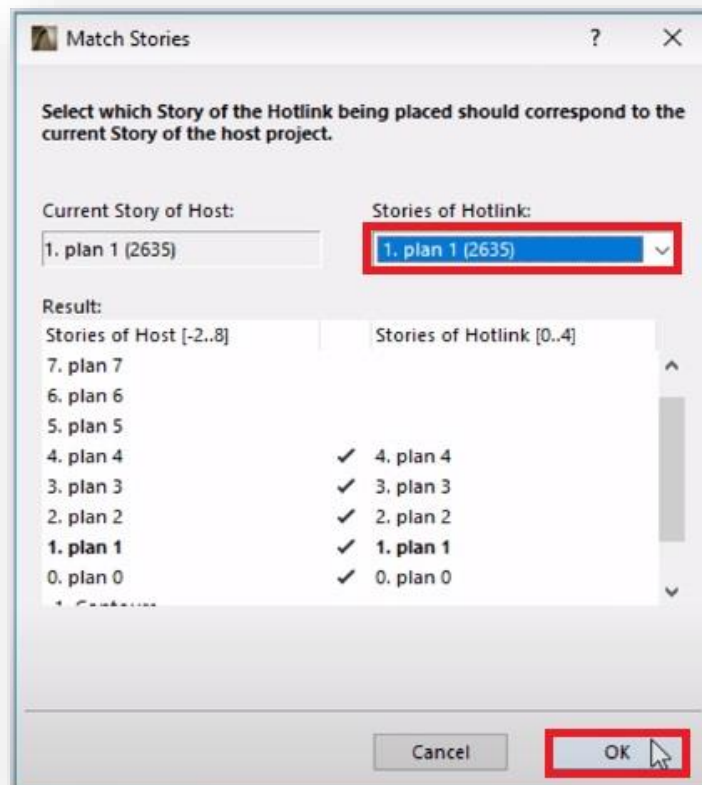 Match Stories ?
Select which Story of the Hotlink being placed should correspond to the
current Story of the host project.
Current Story of Host: Stories of Hotlink:
1. plan 1 (2635) 1. plan 1 (2635)
Result:
Stories of Host [-2..8] Stories of Hotlink [0..4]
7. plan 7
6. plan 6
5. plan 5
4. plan 4 ✓ 4. plan 4
3. plan 3 ✓ 3. plan 3
2. plan 2 ✓ 2. plan 2
1. plan 1 ✓ 1. plan 1
0. plan 0 ✓ 0. plan 0
Cancel OK